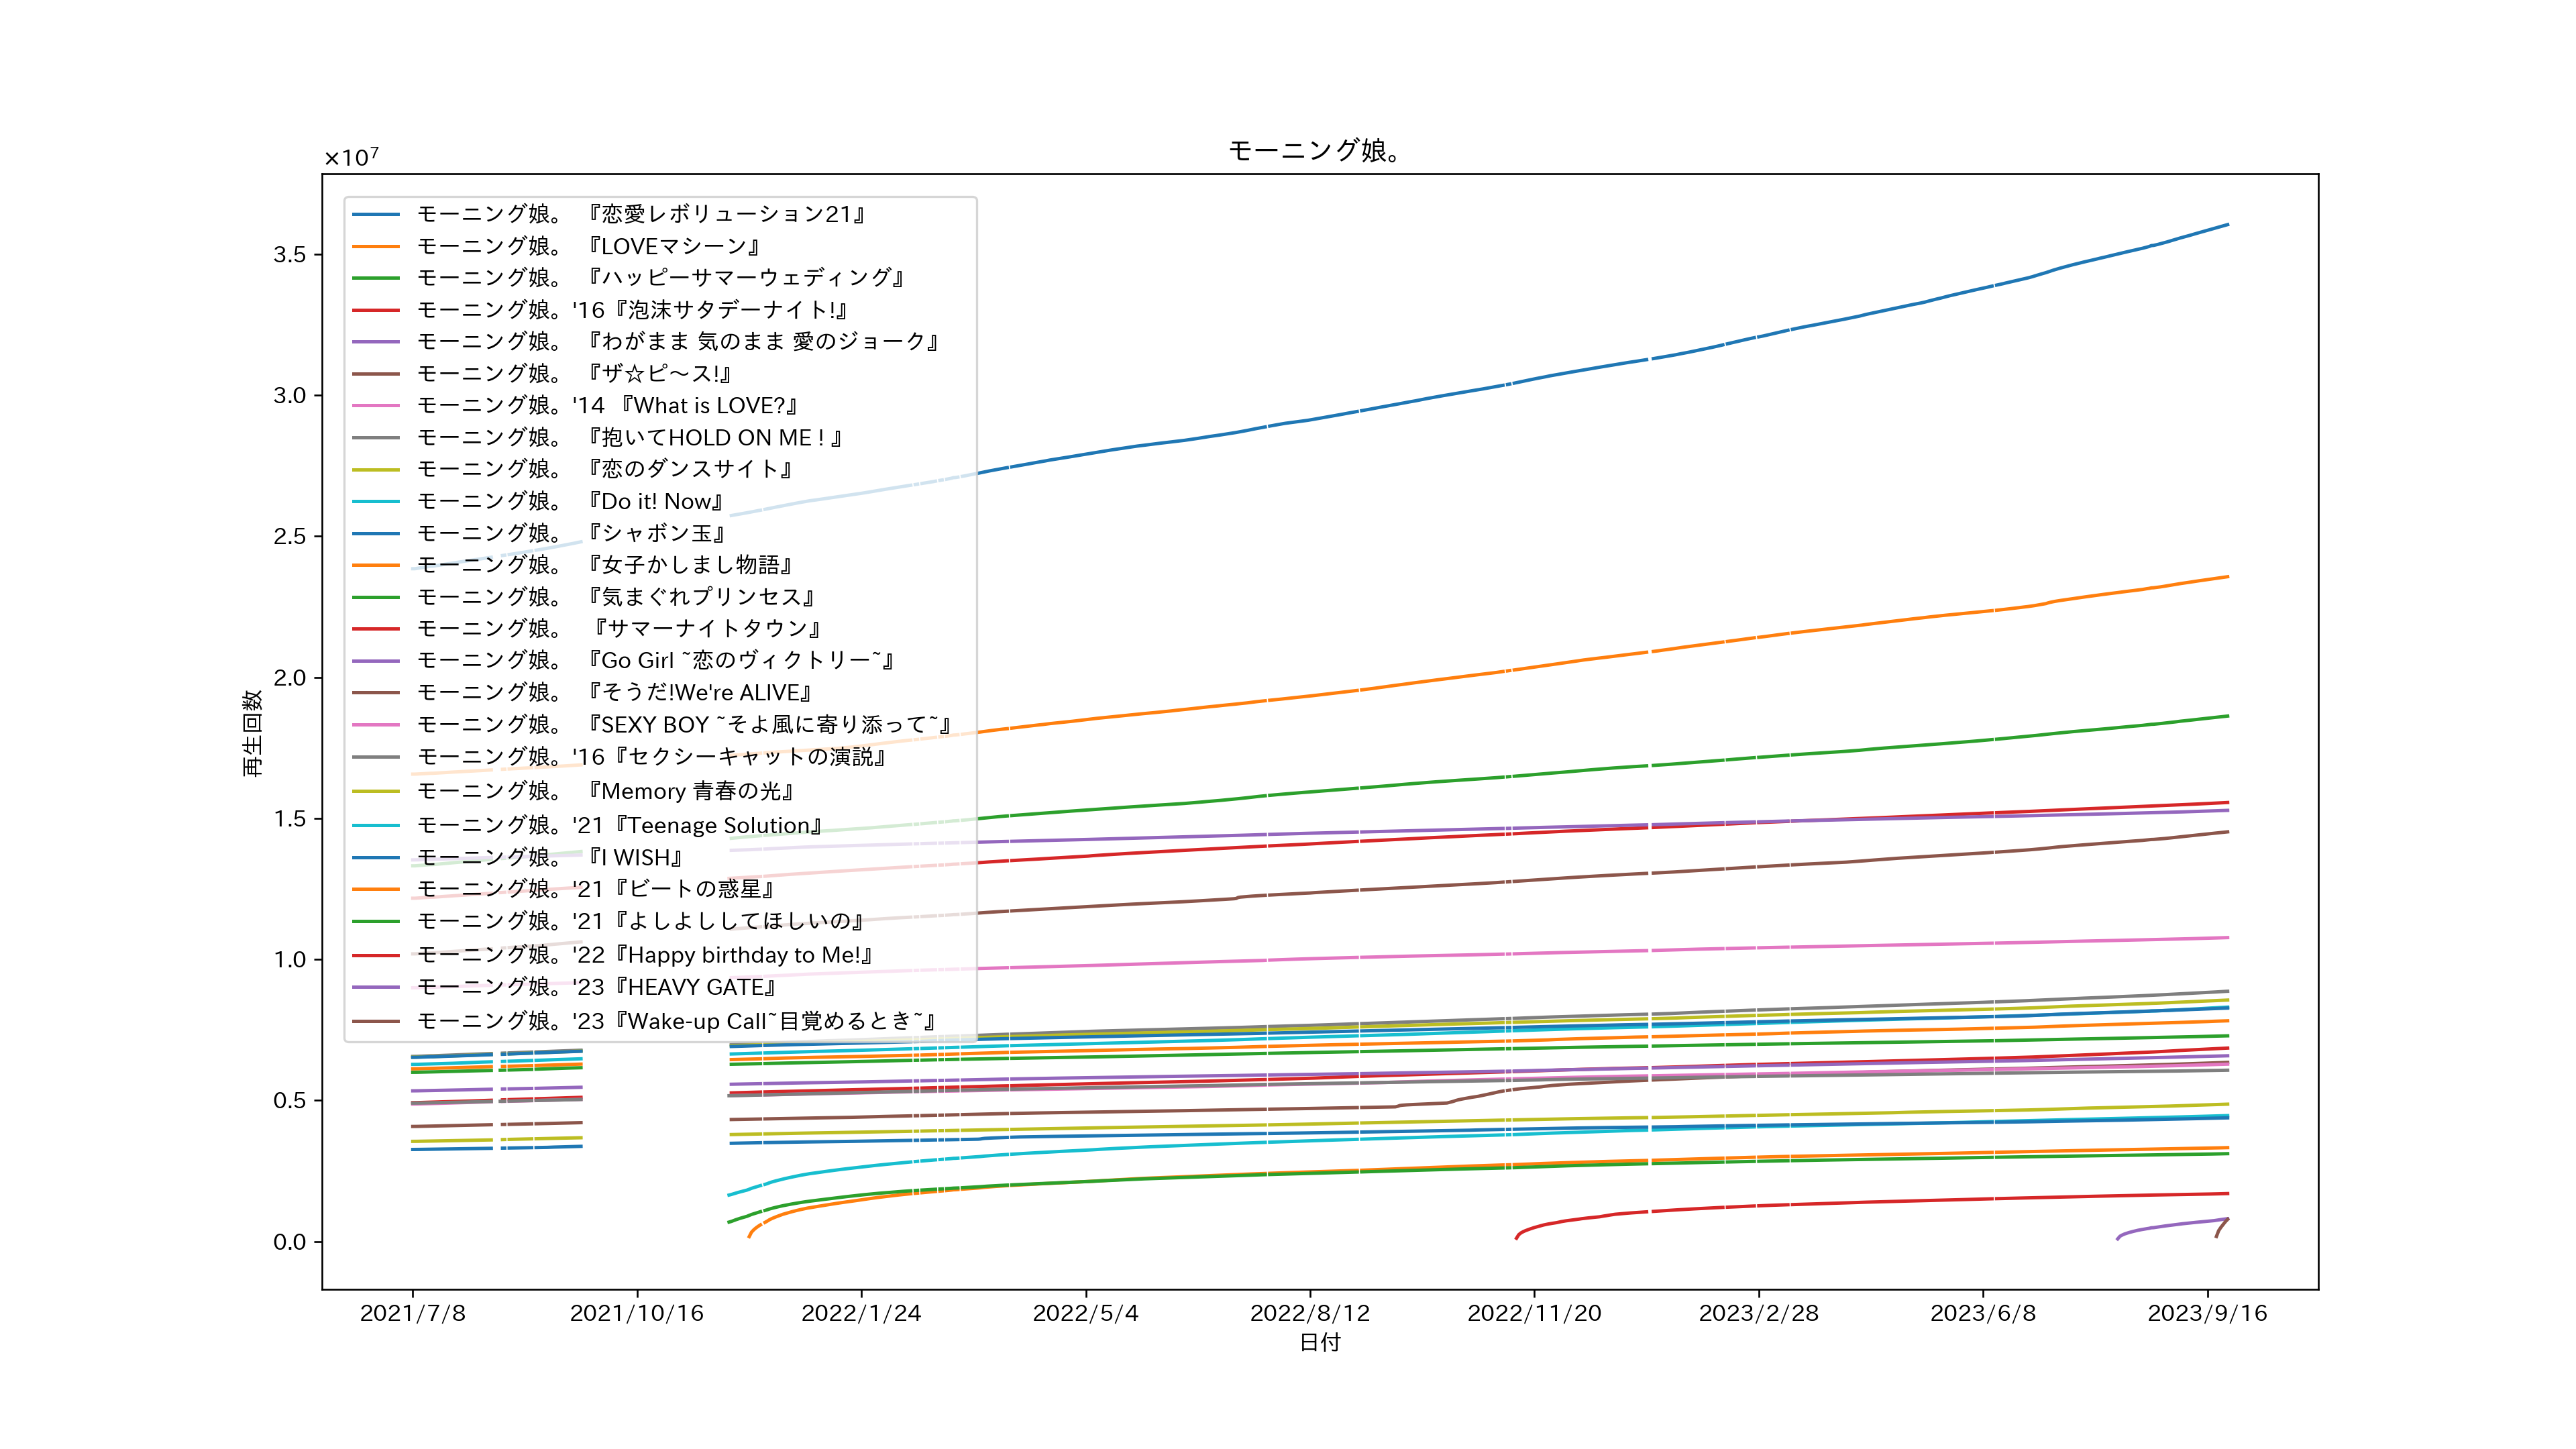 モーニング娘。
×10⁷
3.5
3.0
2.5
2.0
1.5
1.0
0.5
0.0
再生回数
モーニング娘。 『恋愛レボリューション21』
モーニング娘。 『LOVEマシーン』
モーニング娘。 『ハッピーサマーウェディング』
モーニング娘。'16『泡沫サタデーナイト!』
モーニング娘。 『わがまま 気のまま 愛のジョーク』
モーニング娘。 『ザ☆ピ～ス!』
モーニング娘。'14 『What is LOVE?』
モーニング娘。 『抱いてHOLD ON ME ! 』
モーニング娘。 『恋のダンスサイト』
モーニング娘。 『Do it! Now』
モーニング娘。 『シャボン玉』
モーニング娘。 『女子かしまし物語』
モーニング娘。 『気まぐれプリンセス』
モーニング娘。 『サマーナイトタウン』
モーニング娘。 『Go Girl ~恋のヴィクトリー~』
モーニング娘。 『そうだ!We're ALIVE』
モーニング娘。 『SEXY BOY ~そよ風に寄り添って~』
モーニング娘。'16『セクシーキャットの演説』
モーニング娘。 『Memory 青春の光』
モーニング娘。'21『Teenage Solution』
モーニング娘。 『I WISH』
モーニング娘。'21『ビートの惑星』
モーニング娘。'21『よしよししてほしいの』
モーニング娘。'22『Happy birthday to Me!』
モーニング娘。'23『HEAVY GATE』
モーニング娘。'23『Wake-up Call~目覚めるとき~』
2021/7/8 2021/10/16 2022/1/24 2022/5/4 2022/8/12 2022/11/20 2023/2/28 2023/6/8 2023/9/16
日付